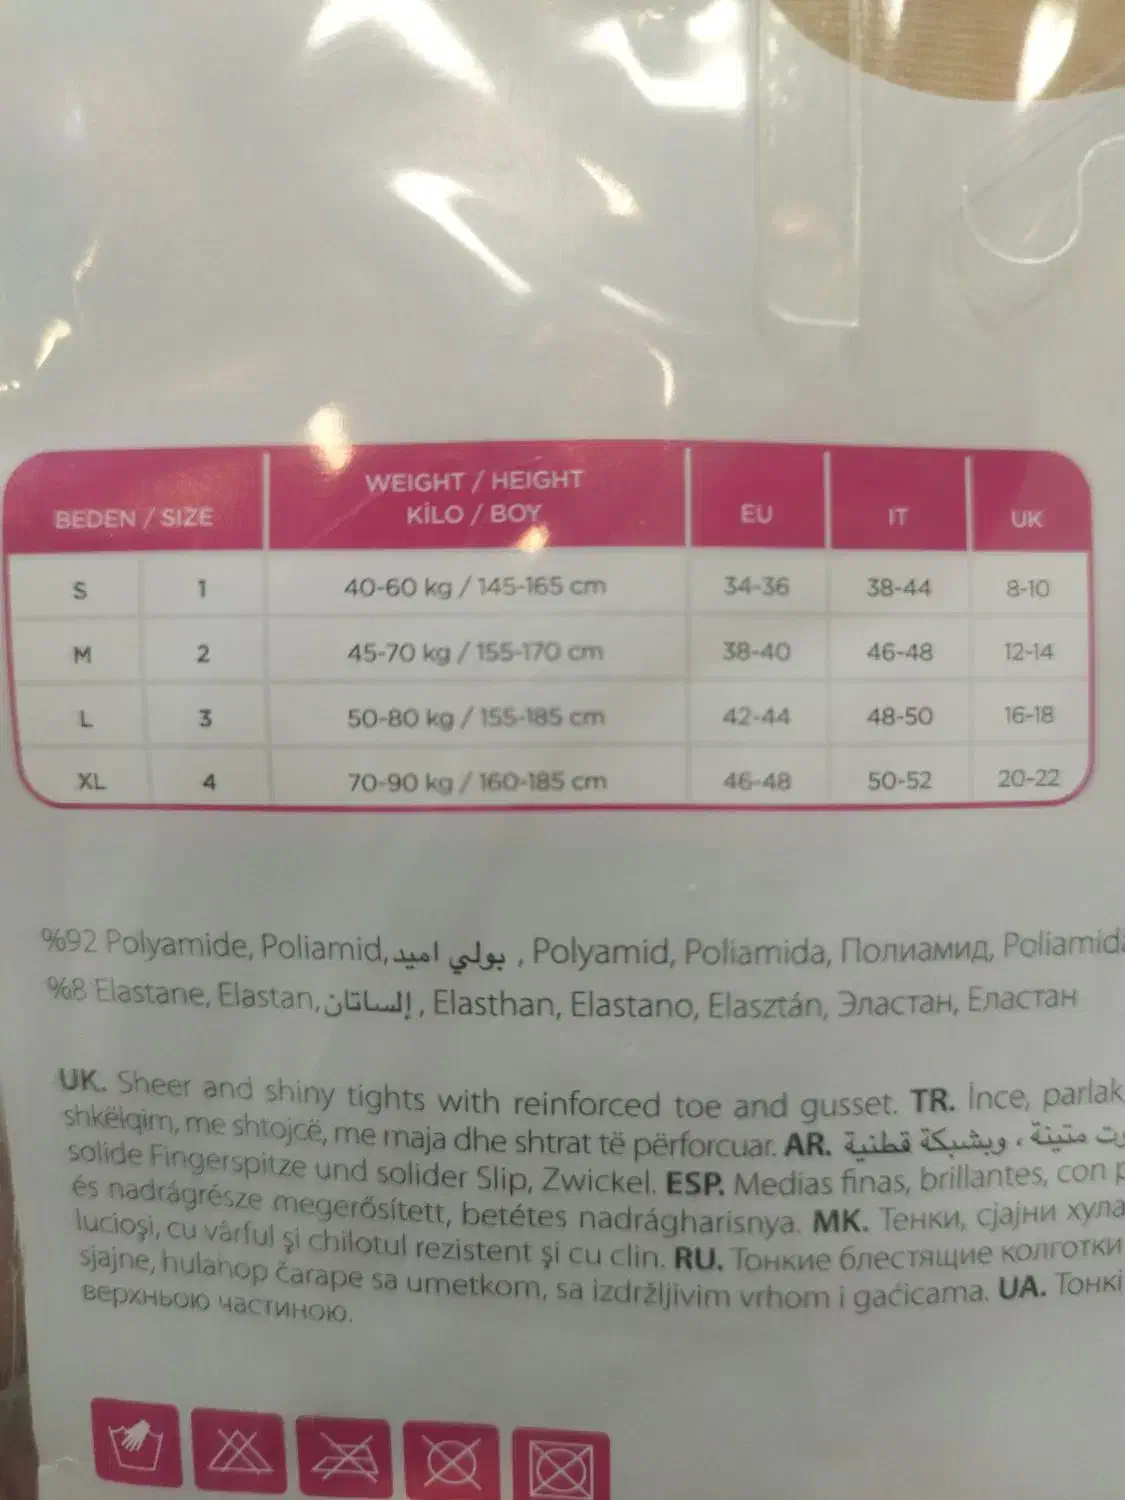 BEDEN / SIZE WEIGHT / HEIGHT KİLO / BOY EU IT UK
S 1 40-60 kg / 145-165 cm 34-36 38-44 8-10
M 2 45-70 kg / 155-170 cm 38-40 46-48 12-14
L 3 50-80 kg / 155-185 cm 42-44 48-50 16-18
XL 4 70-90 kg / 160-185 cm 46-48 50-52 20-22
%92 Polyamide, Poliamid, بولي اميد , Polyamid, Poliamida, Полиамид, Poliamida
%8 Elastane, Elastan, إلساتان , Elasthan, Elastano, Elasztán, Эластан, Еластан
UK. Sheer and shiny tights with reinforced toe and gusset. TR. İnce, parlak
shkëlqim, me shtojcë, me maja dhe shtrat të përforcuar. AR. متينة ، وبشبكة قطنية
solide Fingerspitze und solider Slip, Zwickel. ESP. Medias finas, brillantes, con
és nadrágrésze megerősített, betétes nadrágharisnya. MK. Тенки, сјајни
lucioşi, cu vârful şi chilotul rezistent şi cu clin. RU. Тонкие блестящие колготки
sjajne, hulahop čarape sa umetkom, sa izdržljivim vrhom i gaćicama. UA. Тонкі
верхньою частиною.